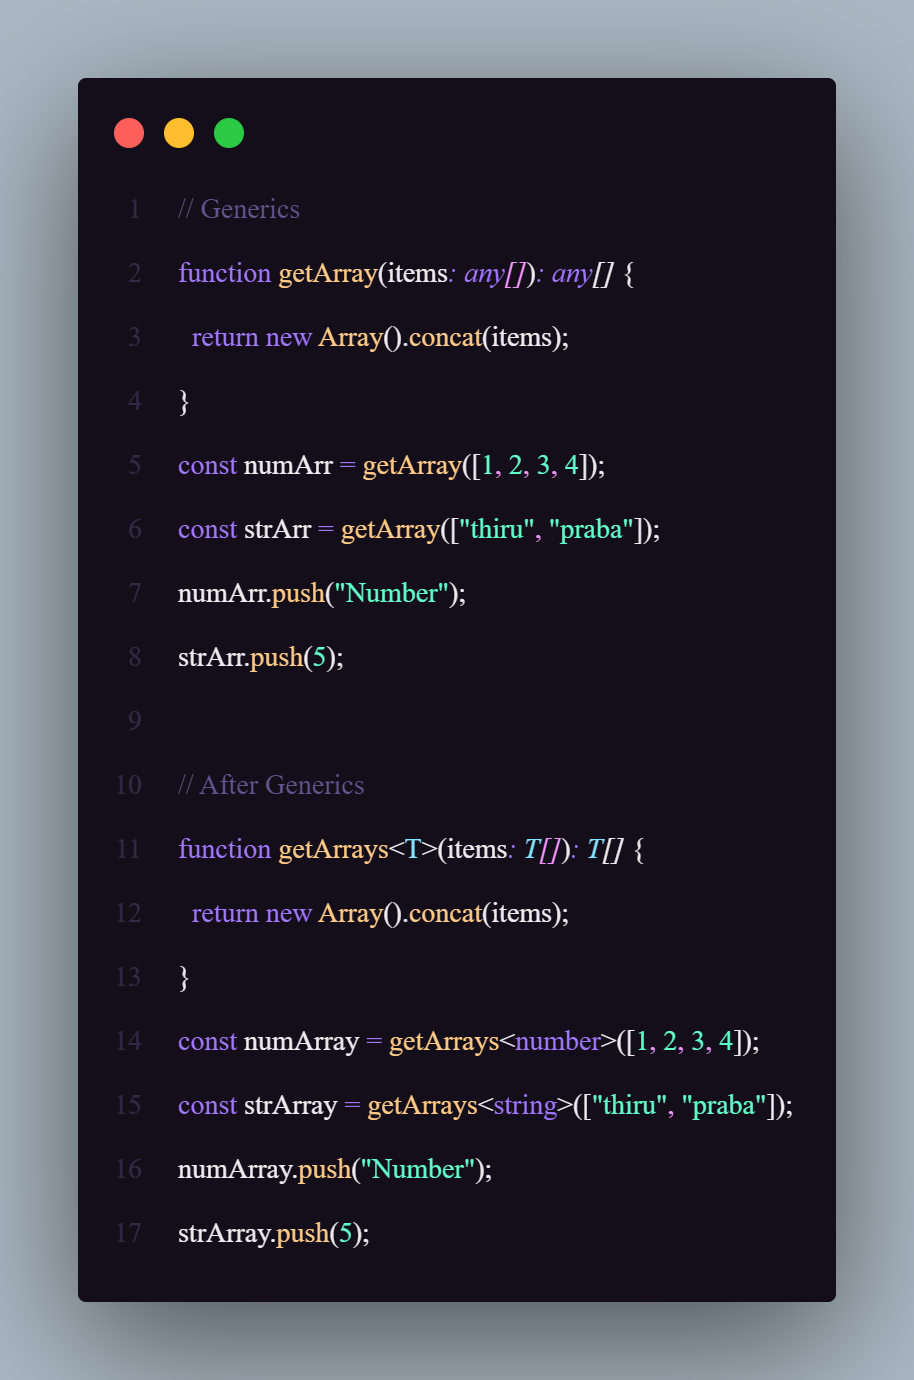 1 // Generics
2 function getArray(items: any[]): any[] {
3 return new Array().concat(items);
4 }
5 const numArr = getArray([1, 2, 3, 4]);
6 const strArr = getArray(["thiru", "praba"]);
7 numArr.push("Number");
8 strArr.push(5);
9
10 // After Generics
11 function getArrays<T>(items: T[]): T[] {
12 return new Array().concat(items);
13 }
14 const numArray = getArrays<number>([1, 2, 3, 4]);
15 const strArray = getArrays<string>(["thiru", "praba"]);
16 numArray.push("Number");
17 strArray.push(5);